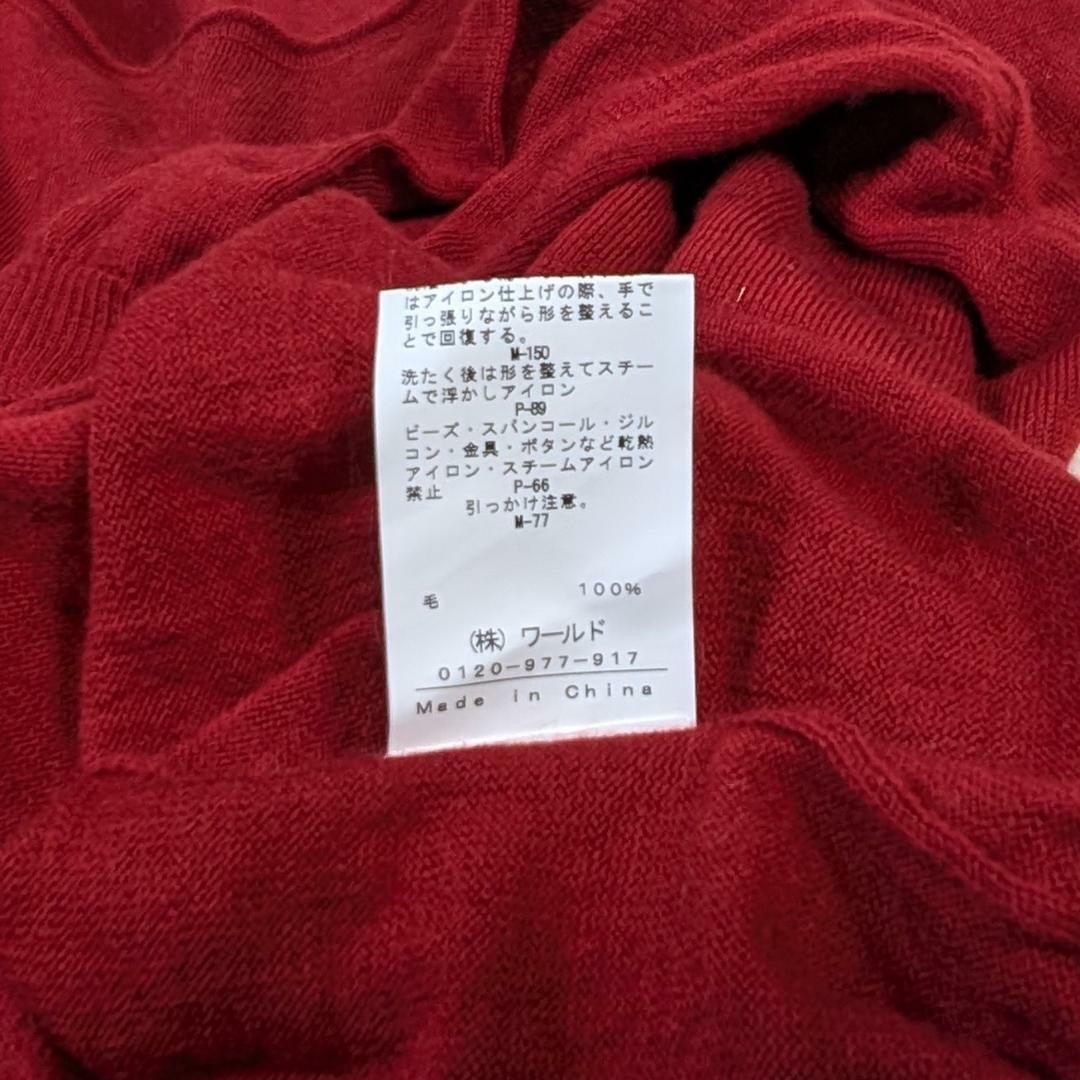 はアイロン仕上げの際、手で
引っ張りながら形を整えるこ
とで回復する。
M-150
洗たく後は形を整えてスチー
ムで浮かしアイロン
P-89
ビーズ・スパンコール・ジル
コン・金具・ボタンなど乾熱
アイロン・スチームアイロン
禁止 P-66
引っかけ注意。
M-77
毛 100%
(株) ワールド
0120-977-917
Made in China